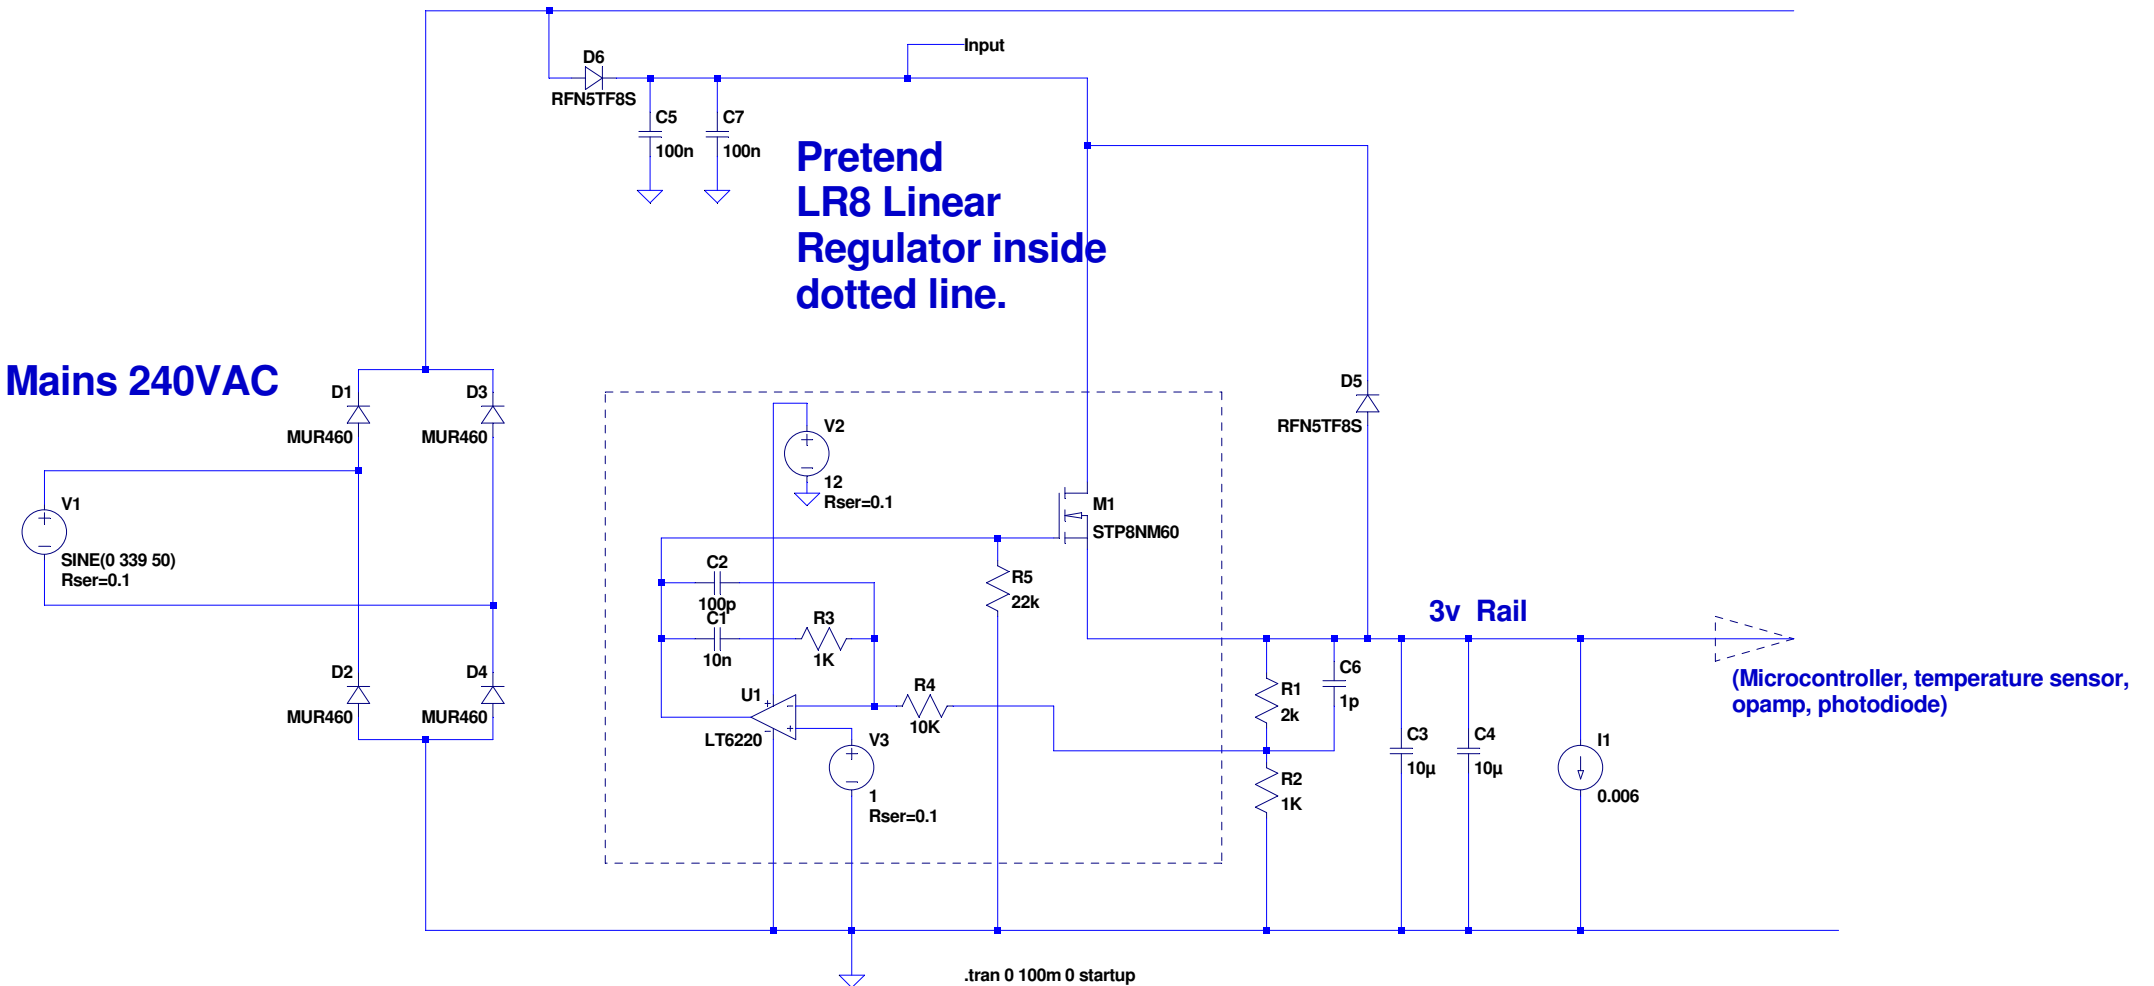 Input
D6
RFN5TF8S
C5
100n
C7
100n
Pretend
LR8 Linear
Regulator inside
dotted line.
Mains 240VAC
D1
MUR460
D3
MUR460
V1
SINE(0 339 50)
Rser=0.1
D2
MUR460
D4
MUR460
V2
12
Rser=0.1
M1
STP8NM60
D5
RFN5TF8S
C2
100p
C1
10n
R3
1K
R5
22k
U1
LT6220
R4
10K
V3
1
Rser=0.1
3v Rail
R1
2k
C6
1p
R2
1K
C3
10µ
C4
10µ
I1
0.006
(Microcontroller, temperature sensor,
opamp, photodiode)
.tran 0 100m 0 startup